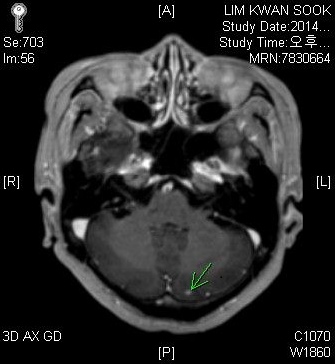 [A]
LIM KWAN SOOK
Study Date:2014...
Study Time:오후...
MRN:7830664
Se:703
Im:56
[R]
[L]
3D AX GD
[P]
C1070
W1860